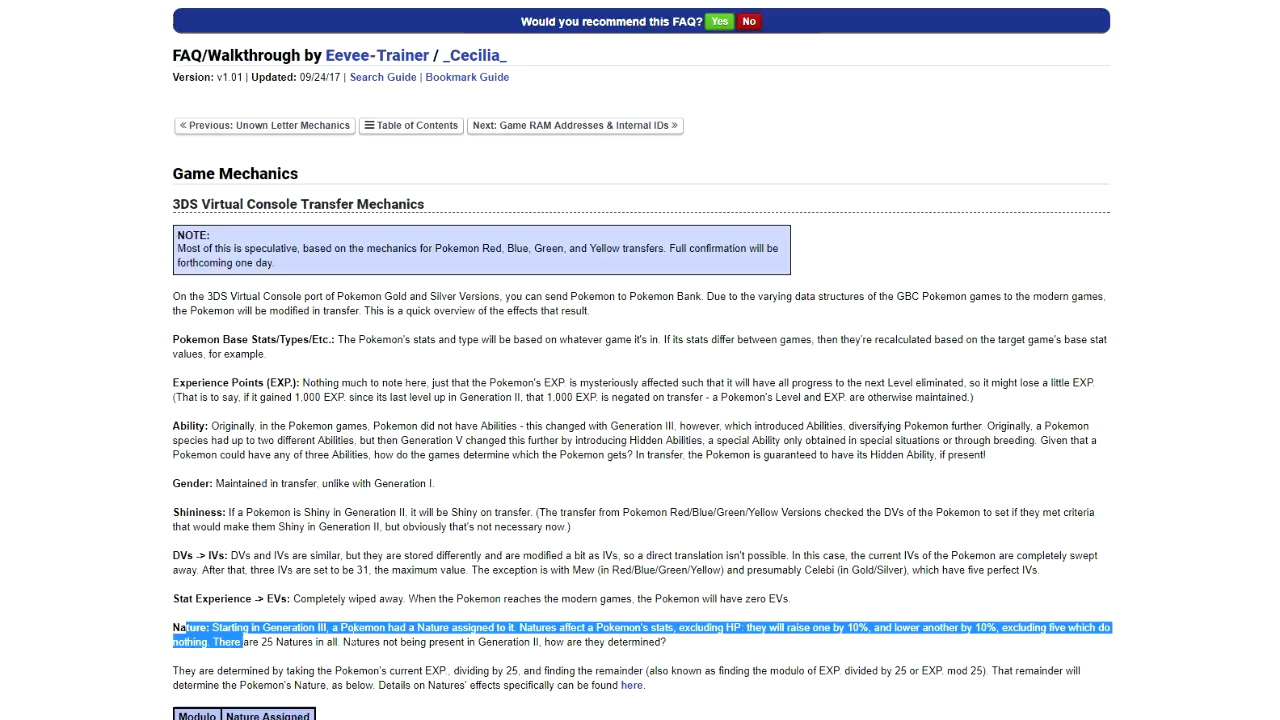 Would you recommend this FAQ? Yes No
FAQ/Walkthrough by Eevee-Trainer / _Cecilia_
Version: v1.01 | Updated: 09/24/17 | Search Guide | Bookmark Guide
« Previous: Unown Letter Mechanics Table of Contents Next: Game RAM Addresses & Internal IDs »
Game Mechanics
3DS Virtual Console Transfer Mechanics
NOTE:
Most of this is speculative, based on the mechanics for Pokemon Red, Blue, Green, and Yellow transfers. Full confirmation will be
forthcoming one day.
On the 3DS Virtual Console port of Pokemon Gold and Silver Versions, you can send Pokemon to Pokemon Bank. Due to the varying data structures of the GBC Pokemon games to the modern games,
the Pokemon will be modified in transfer. This is a quick overview of the effects that result.
Pokemon Base Stats/Types/Etc.: The Pokemon's stats and type will be based on whatever game it's in. If its stats differ between games, then they're recalculated based on the target game's base stat
values, for example.
Experience Points (EXP.): Nothing much to note here, just that the Pokemon's EXP. is mysteriously affected such that it will have all progress to the next Level eliminated, so it might lose a little EXP.
(That is to say, if it gained 1,000 EXP. since its last level up in Generation II, that 1,000 EXP. is negated on transfer - a Pokemon's Level and EXP. are otherwise maintained.)
Ability: Originally, in the Pokemon games, Pokemon did not have Abilities - this changed with Generation III, however, which introduced Abilities, diversifying Pokemon further. Originally, a Pokemon
species had up to two different Abilities, but then Generation V changed this further by introducing Hidden Abilities, a special Ability only obtained in special situations or through breeding. Given that a
Pokemon could have any of three Abilities, how do the games determine which the Pokemon gets? In transfer, the Pokemon is guaranteed to have its Hidden Ability, if present!
Gender: Maintained in transfer, unlike with Generation I.
Shininess: If a Pokemon is Shiny in Generation II, it will be Shiny on transfer. (The transfer from Pokemon Red/Blue/Green/Yellow Versions checked the DVs of the Pokemon to set if they met criteria
that would make them Shiny in Generation II, but obviously that's not necessary now.)
DVs -> IVs: DVs and IVs are similar, but they are stored differently and are modified a bit as IVs, so a direct translation isn't possible. In this case, the current IVs of the Pokemon are completely swept
away. After that, three IVs are set to be 31, the maximum value. The exception is with Mew (in Red/Blue/Green/Yellow) and presumably Celebi (in Gold/Silver), which have five perfect IVs.
Stat Experience -> EVs: Completely wiped away. When the Pokemon reaches the modern games, the Pokemon will have zero EVs.
Nature: Starting in Generation III, a Pokemon had a Nature assigned to it. Natures affect a Pokemon's stats, excluding HP: they will raise one by 10%, and lower another by 10%, excluding five which do
nothing. There are 25 Natures in all. Natures not being present in Generation II, how are they determined?
They are determined by taking the Pokemon's current EXP., dividing by 25, and finding the remainder (also known as finding the modulo of EXP. divided by 25 or EXP. mod 25). That remainder will
determine the Pokemon's Nature, as below. Details on Natures' effects specifically can be found here.
Modulo Nature Assigned